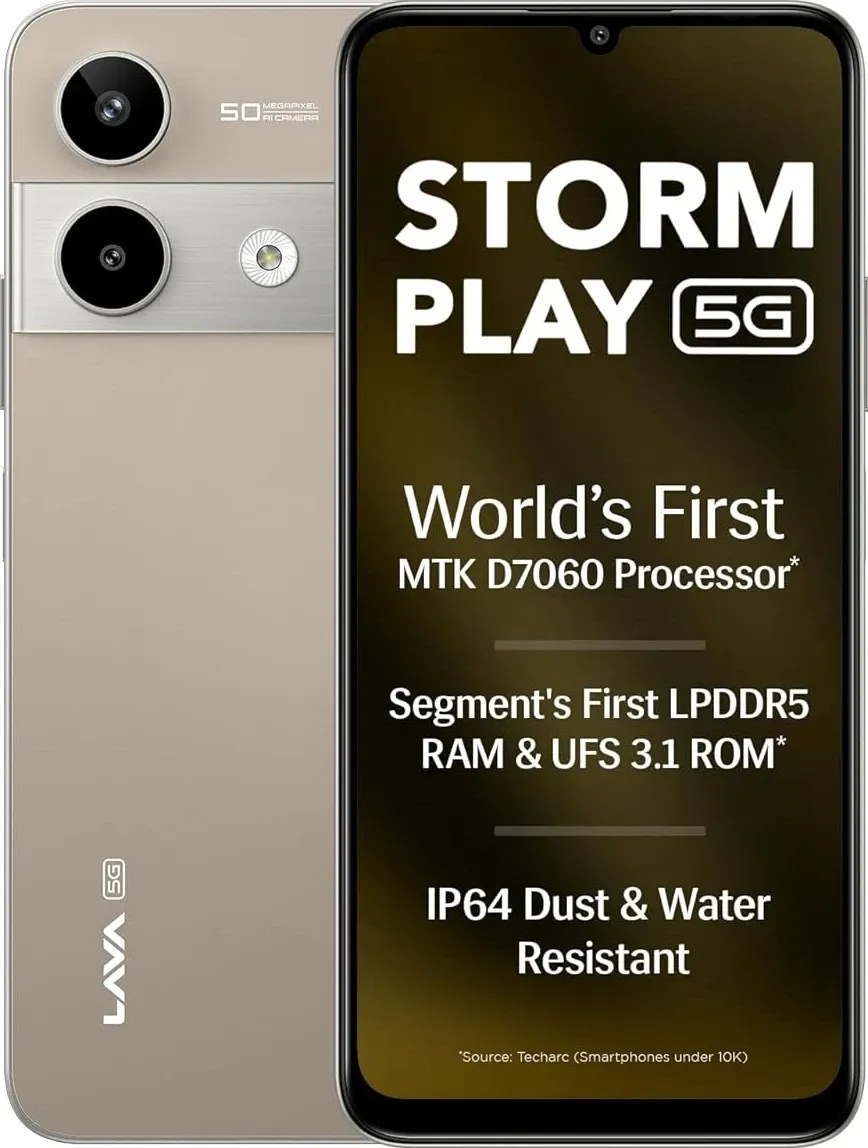 50 MEGAPIXEL
AI CAMERA
LAVA 5G
STORM
PLAY 5G
World's First
MTK D7060 Processor*
Segment's First LPDDR5
RAM & UFS 3.1 ROM*
IP64 Dust & Water
Resistant
*Source: Techarc (Smartphones under 10K)